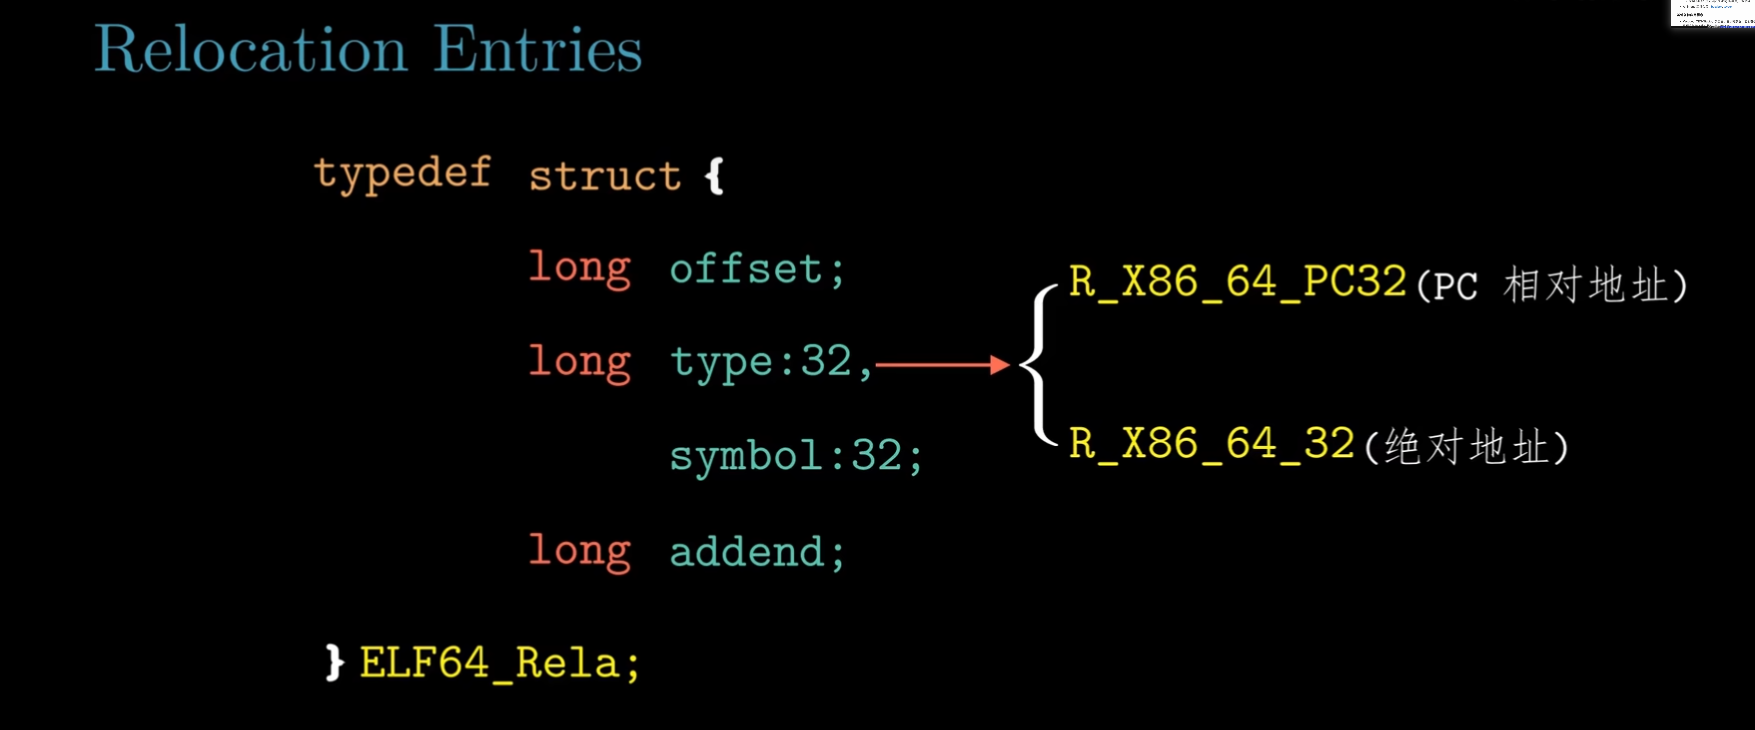 Relocation Entries
typedef struct {
long offset;
R_X86_64_PC32(PC 相对地址)
long type:32,
symbol:32;
R_X86_64_32(绝对地址)
long addend;
} ELF64_Rela;